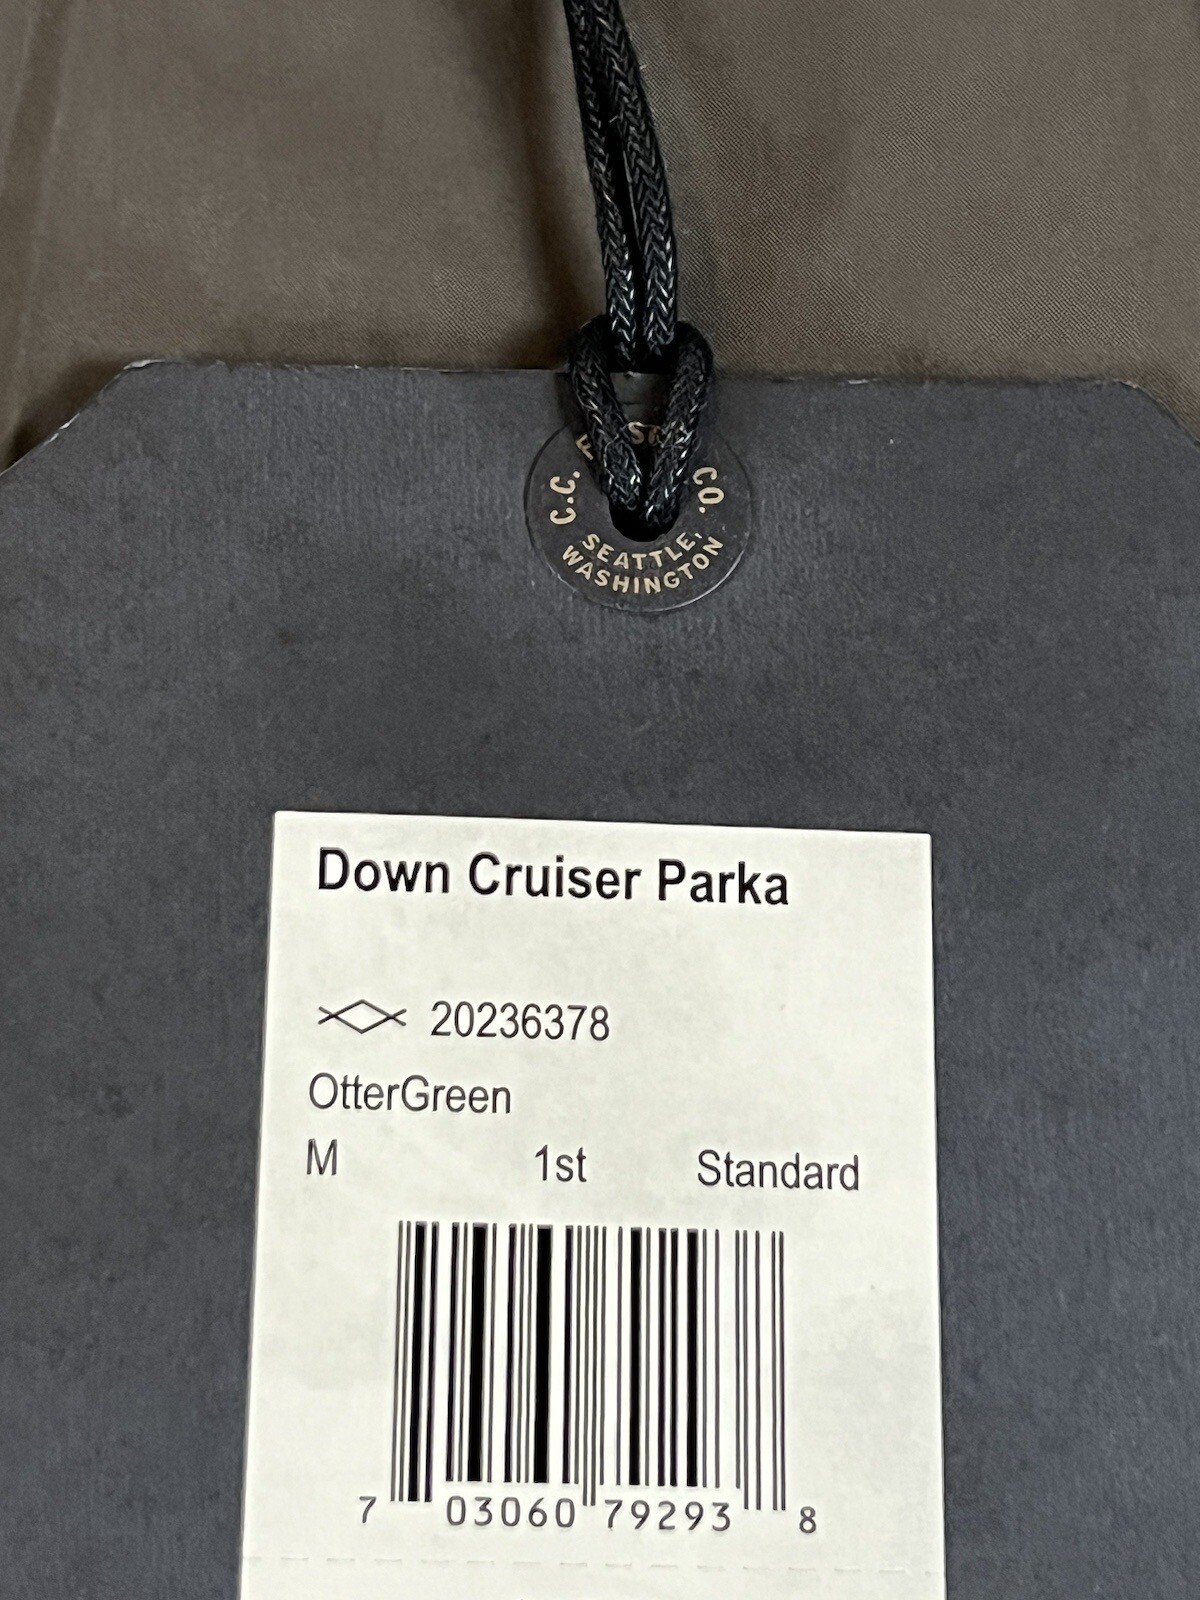 C.C. CO.
SEATTLE,
WASHINGTON
Down Cruiser Parka
20236378
OtterGreen
M 1st Standard
7 03060 79293 8